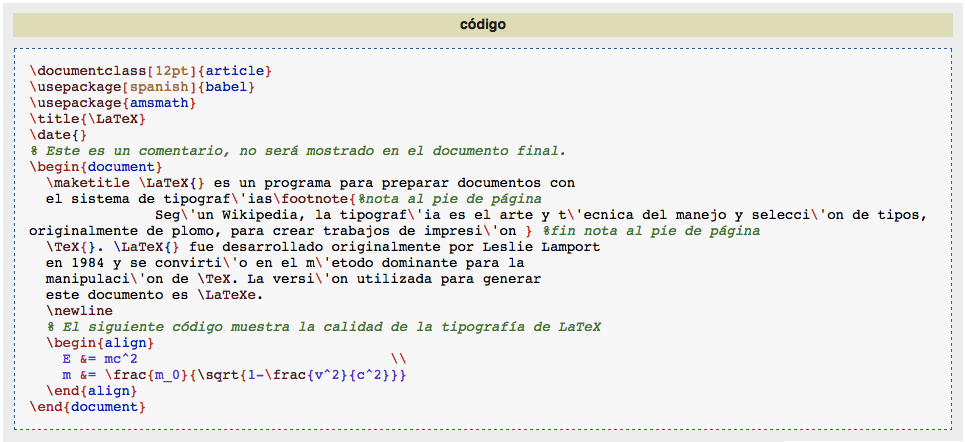 código
\documentclass[12pt]{article}
\usepackage[spanish]{babel}
\usepackage{amsmath}
\title{\LaTeX}
\date{}
% Este es un comentario, no será mostrado en el documento final.
\begin{document}
  \maketitle \LaTeX{} es un programa para preparar documentos con
  el sistema de tipograf\'ias\footnote{%nota al pie de página
               Seg\'un Wikipedia, la tipograf\'ia es el arte y t\'ecnica del manejo y selecci\'on de tipos,
originalmente de plomo, para crear trabajos de impresi\'on } %fin nota al pie de página
  \TeX{}. \LaTeX{} fue desarrollado originalmente por Leslie Lamport
  en 1984 y se convirti\'o en el m\'etodo dominante para la
  manipulaci\'on de \TeX. La versi\'on utilizada para generar
  este documento es \LaTeXe.
  \newline
  % El siguiente código muestra la calidad de la tipografía de LaTeX
  \begin{align}
    E &= mc^2                               \\
    m &= \frac{m_0}{\sqrt{1-\frac{v^2}{c^2}}}
  \end{align}
\end{document}